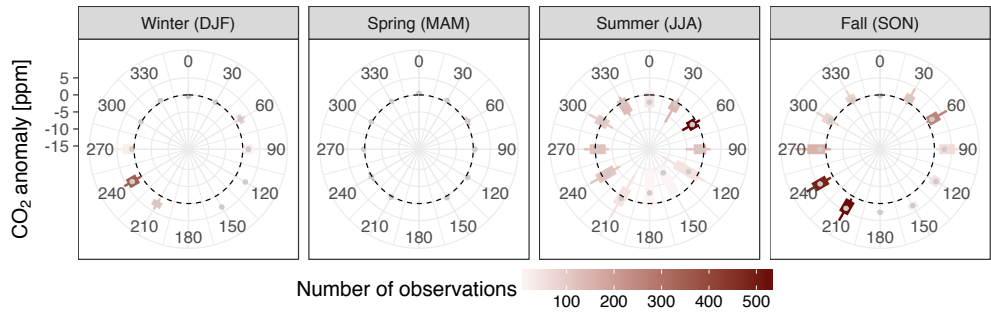 Winter (DJF) Spring (MAM) Summer (JJA) Fall (SON)
CO₂ anomaly [ppm]
5
0
-5
-10
-15
0 30 60 90 120 150 180 210 240 270 300 330
0 30 60 90 120 150 180 210 240 270 300 330
0 30 60 90 120 150 180 210 240 270 300 330
0 30 60 90 120 150 180 210 240 270 300 330
Number of observations
100 200 300 400 500